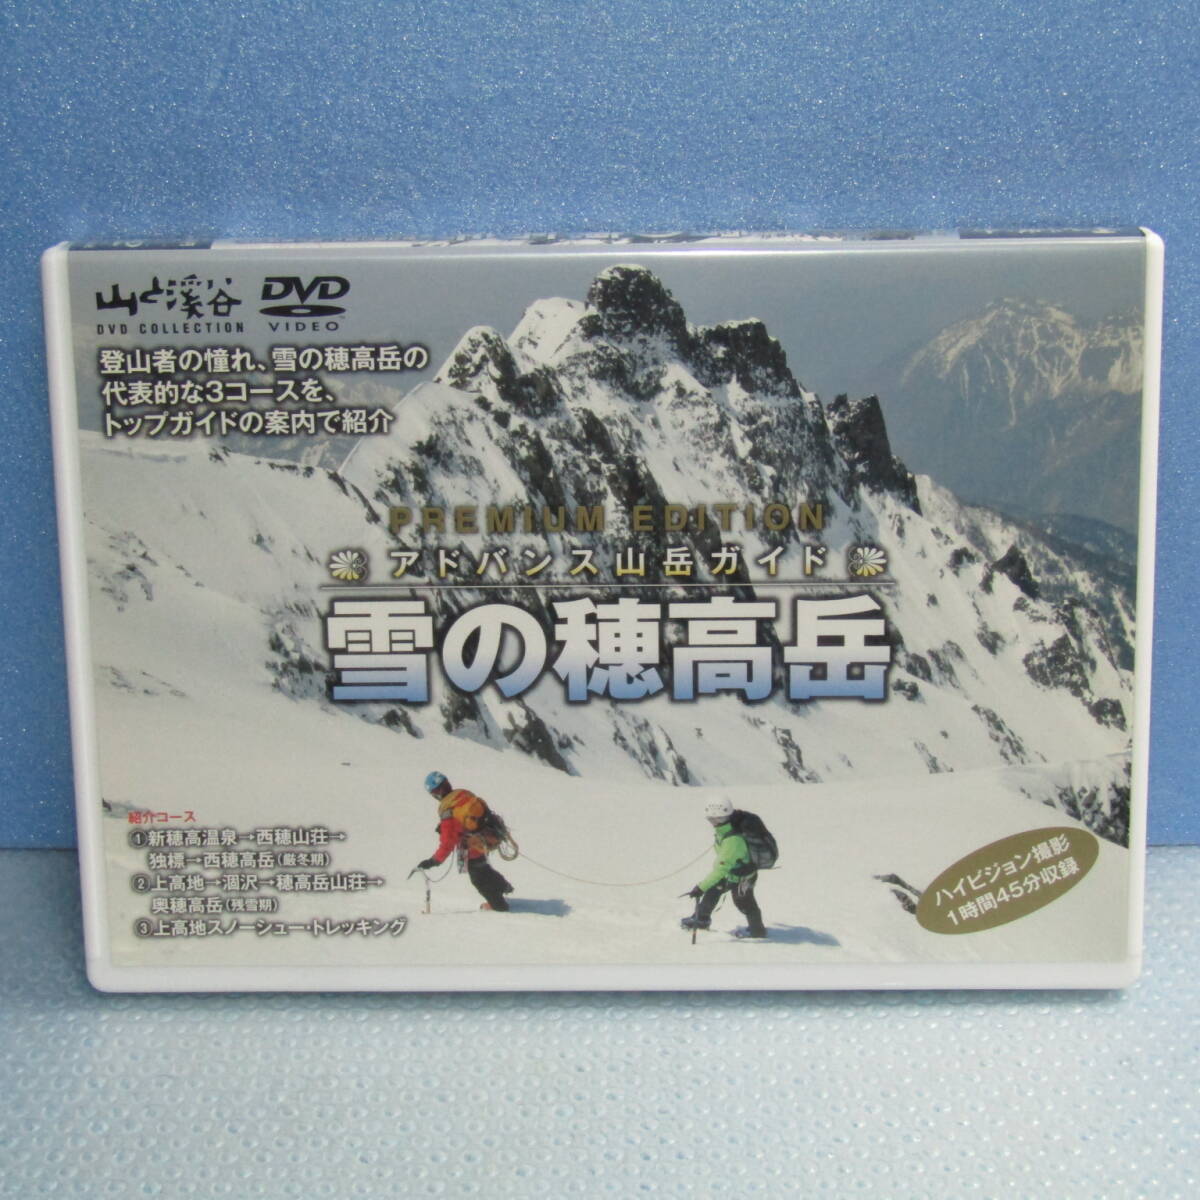 山と溪谷
DVD COLLECTION
DVD
VIDEO™
登山者の憧れ、雪の穂高岳の
代表的な3コースを、
トップガイドの案内で紹介
PREMIUM EDITION
アドバンス山岳ガイド
雪の穂高岳
紹介コース
①新穂高温泉→西穂山荘→
独標→西穂高岳(厳冬期)
②上高地→涸沢→穂高岳山荘→
奥穂高岳(残雪期)
③上高地スノーシュー・トレッキング
ハイビジョン撮影
1時間45分収録